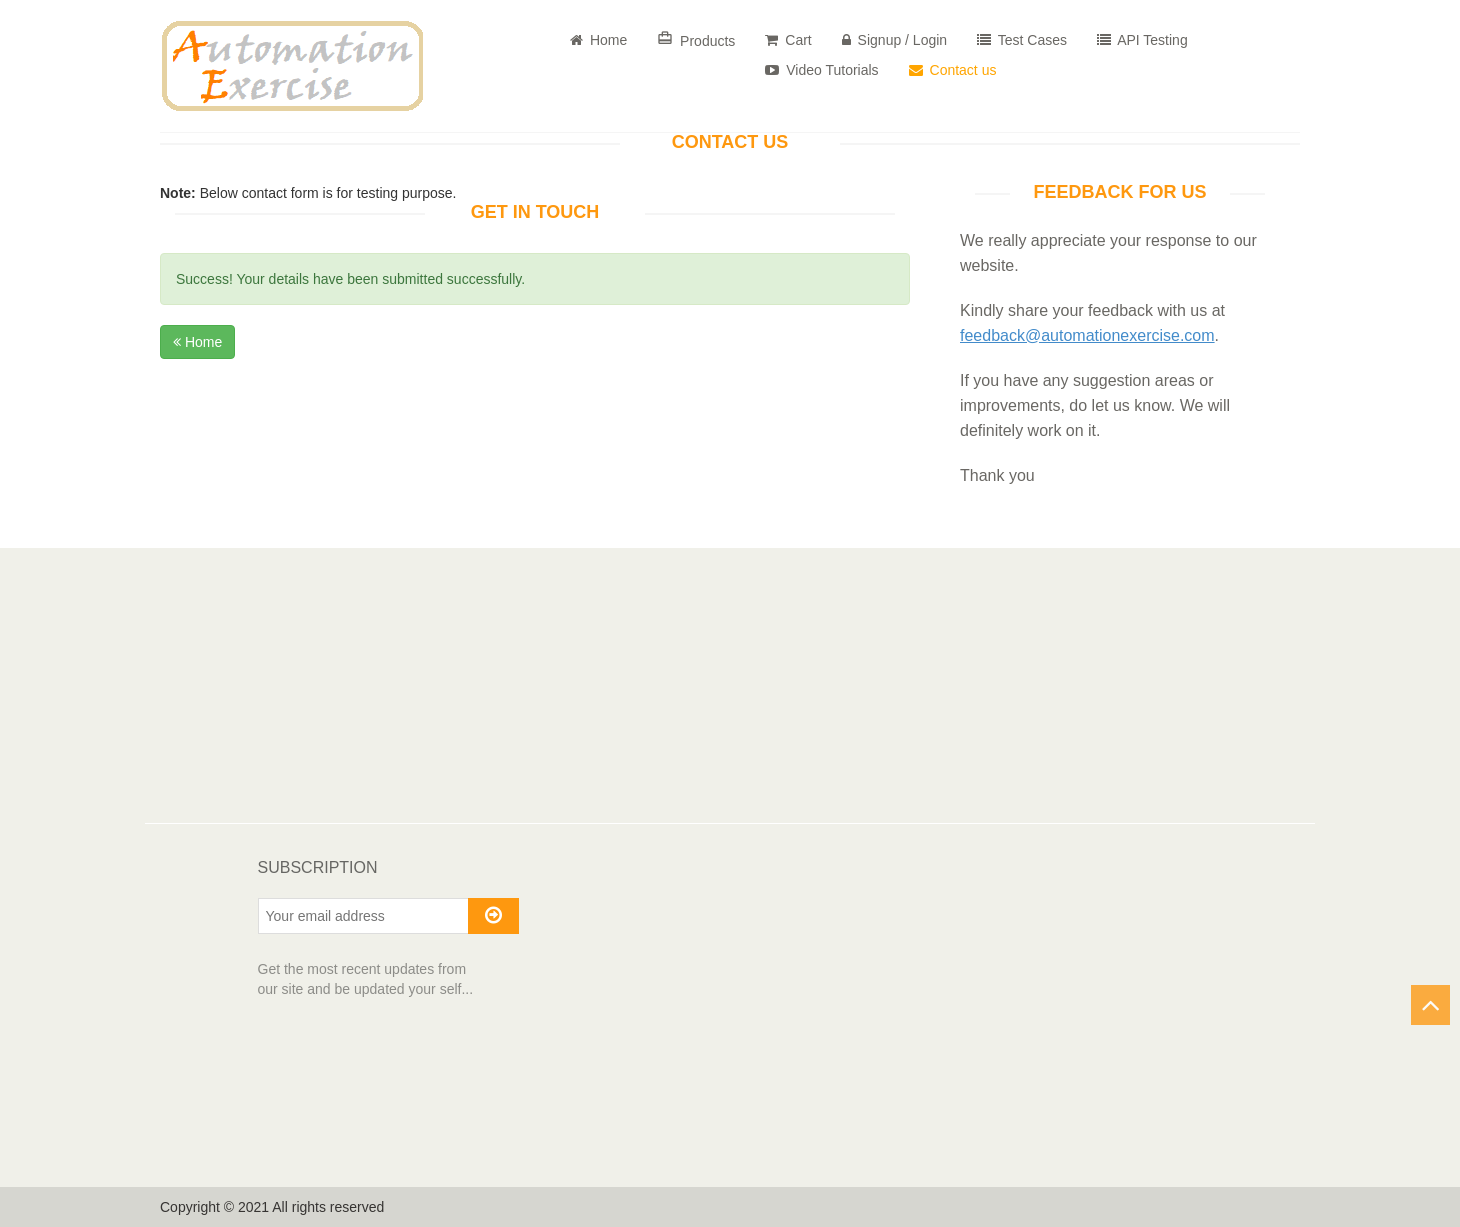 Automation
Exercise
Home
Products
Cart
Signup / Login
Test Cases
API Testing
Video Tutorials
Contact us
CONTACT US
Note: Below contact form is for testing purpose.
GET IN TOUCH
Success! Your details have been submitted successfully.
Home
FEEDBACK FOR US
We really appreciate your response to our
website.
Kindly share your feedback with us at
feedback@automationexercise.com.
If you have any suggestion areas or
improvements, do let us know. We will
definitely work on it.
Thank you
SUBSCRIPTION
Your email address
Get the most recent updates from
our site and be updated your self...
Copyright © 2021 All rights reserved